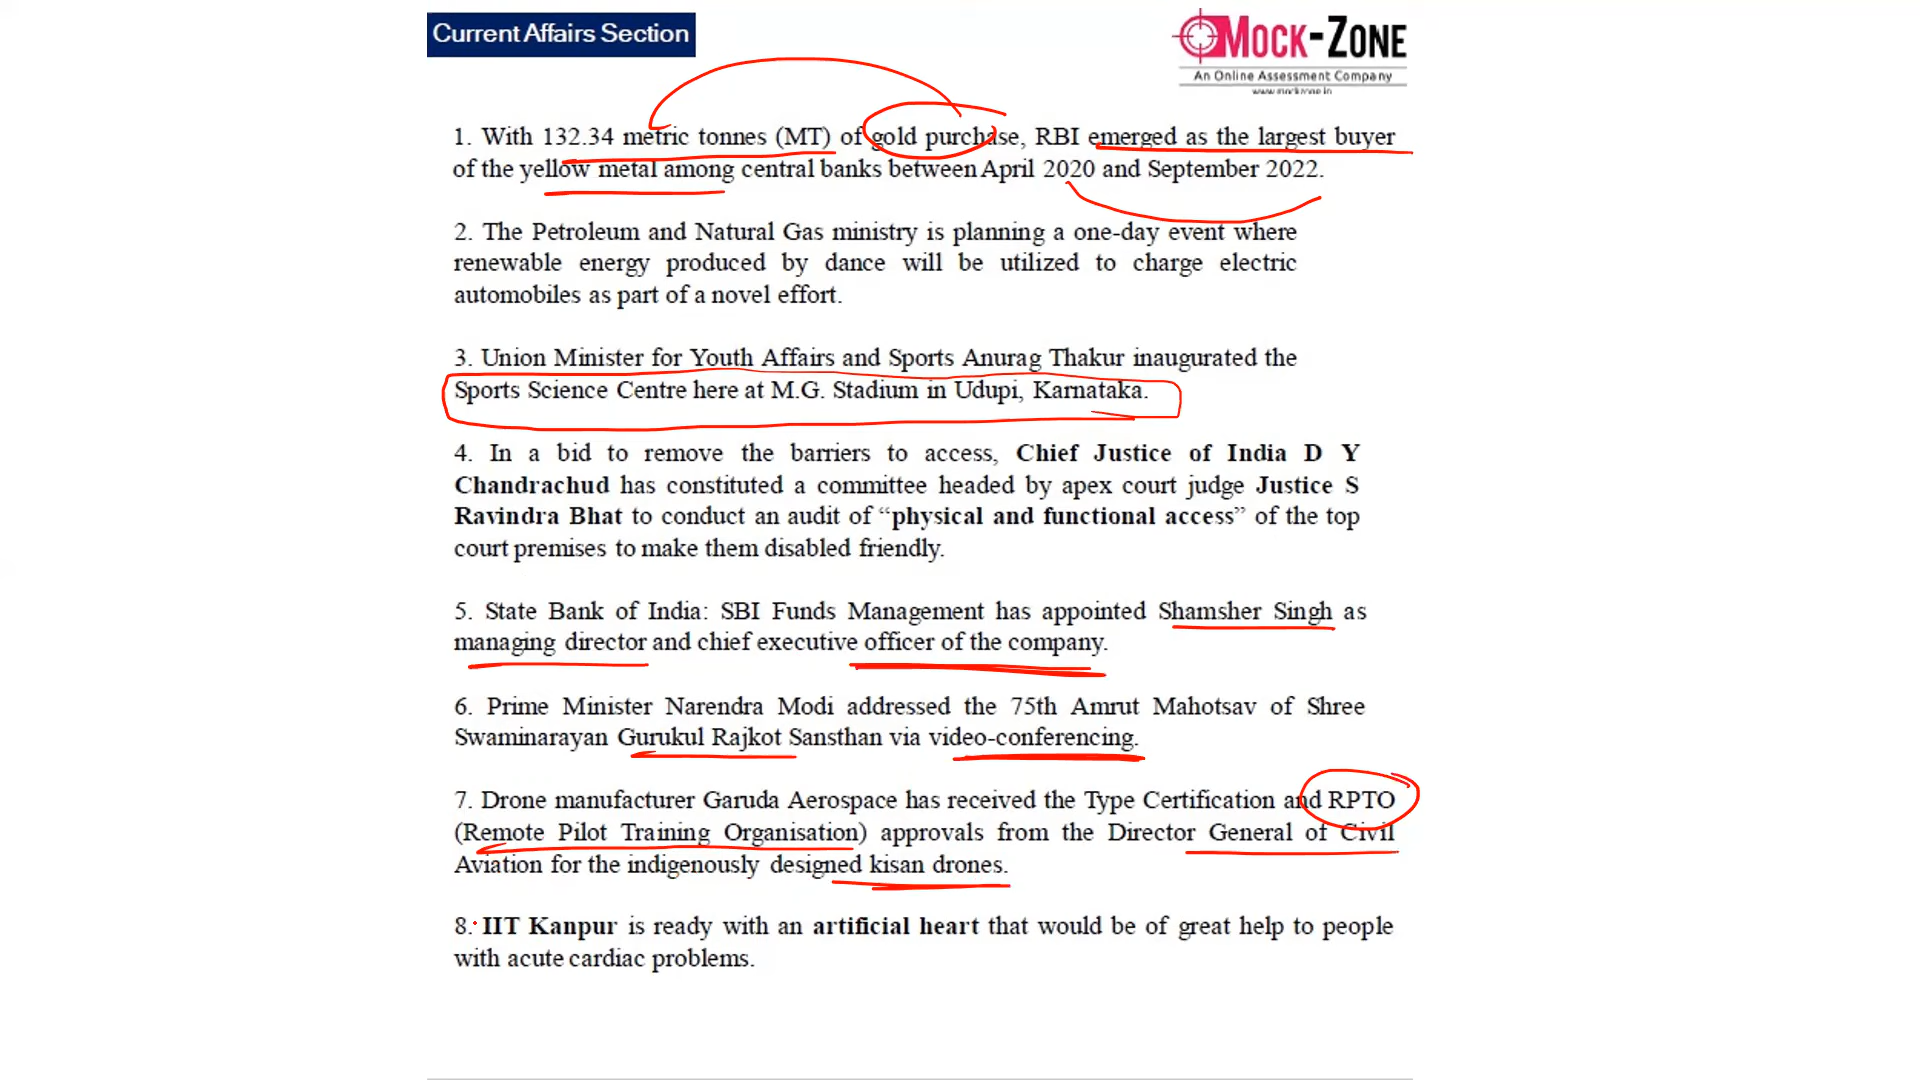 Current Affairs Section
MOCK-ZONE
An Online Assessment Company
www.mockzone.in
1. With 132.34 metric tonnes (MT) of gold purchase, RBI emerged as the largest buyer
of the yellow metal among central banks between April 2020 and September 2022.
2. The Petroleum and Natural Gas ministry is planning a one-day event where
renewable energy produced by dance will be utilized to charge electric
automobiles as part of a novel effort.
3. Union Minister for Youth Affairs and Sports Anurag Thakur inaugurated the
Sports Science Centre here at M.G. Stadium in Udupi, Karnataka.
4. In a bid to remove the barriers to access, Chief Justice of India D Y
Chandrachud has constituted a committee headed by apex court judge Justice S
Ravindra Bhat to conduct an audit of “physical and functional access” of the top
court premises to make them disabled friendly.
5. State Bank of India: SBI Funds Management has appointed Shamsher Singh as
managing director and chief executive officer of the company.
6. Prime Minister Narendra Modi addressed the 75th Amrut Mahotsav of Shree
Swaminarayan Gurukul Rajkot Sansthan via video-conferencing.
7. Drone manufacturer Garuda Aerospace has received the Type Certification and RPTO
(Remote Pilot Training Organisation) approvals from the Director General of Civil
Aviation for the indigenously designed kisan drones.
8. IIT Kanpur is ready with an artificial heart that would be of great help to people
with acute cardiac problems.